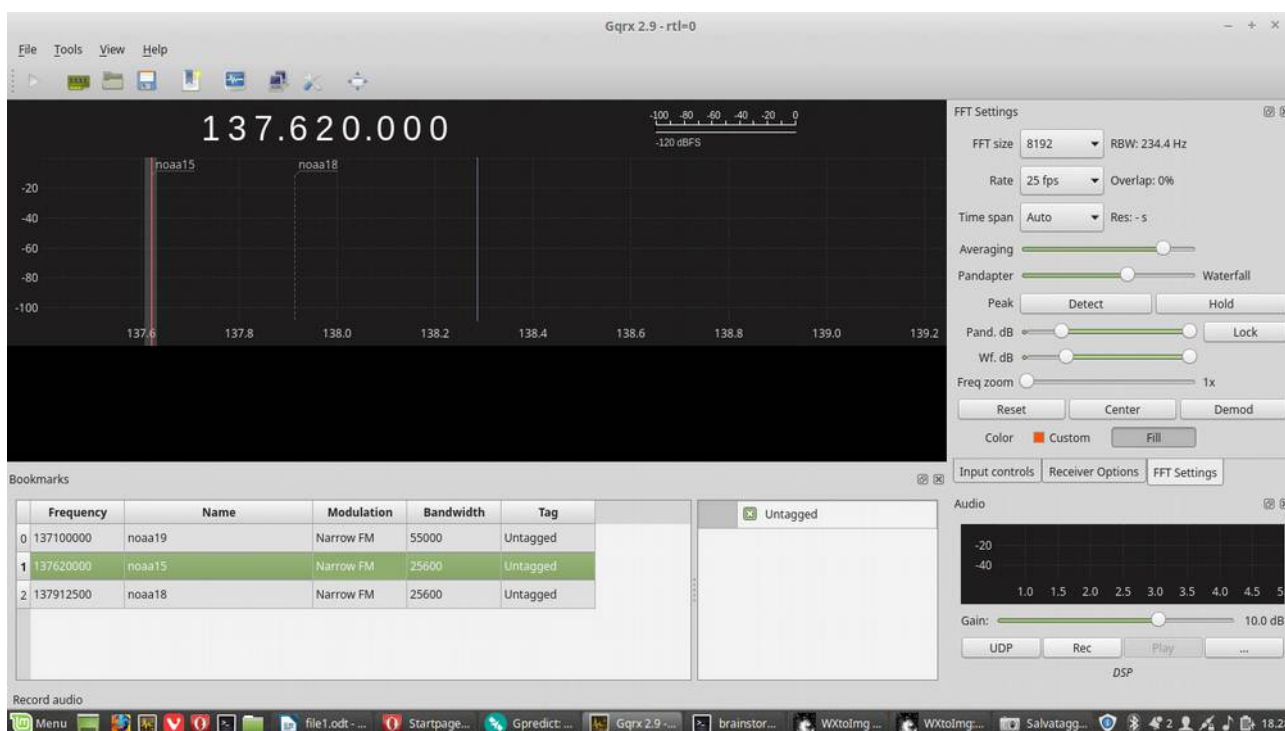 Gqrx 2.9 - rtl=0
File Tools View Help
137.620.000
-100 -80 -60 -40 -20 0
-120 dBFS
noaa15 noaa18
-20
-40
-60
-80
-100
137.6 137.8 138.0 138.2 138.4 138.6 138.8 139.0 139.2
FFT Settings
FFT size 8192 RBW: 234.4 Hz
Rate 25 fps Overlap: 0%
Time span Auto Res: - s
Averaging
Pandapter Waterfall
Peak Detect Hold
Pand. dB Lock
Wf. dB
Freq zoom 1x
Reset Center Demod
Color Custom Fill
Input controls Receiver Options FFT Settings
Bookmarks
Frequency Name Modulation Bandwidth Tag
0 137100000 noaa19 Narrow FM 55000 Untagged
1 137620000 noaa15 Narrow FM 25600 Untagged
2 137912500 noaa18 Narrow FM 25600 Untagged
Untagged
Audio
-20
-40
1.0 1.5 2.0 2.5 3.0 3.5 4.0 4.5 5
Gain: 10.0 dB
UDP Rec Play ...
DSP
Record audio
Menu file1.odt - ... Startpage... Gpredict: ... Gqrx 2.9 -... brainstor... WXtoImg ... WXtoImg:... Salvatagg... 2 18.2